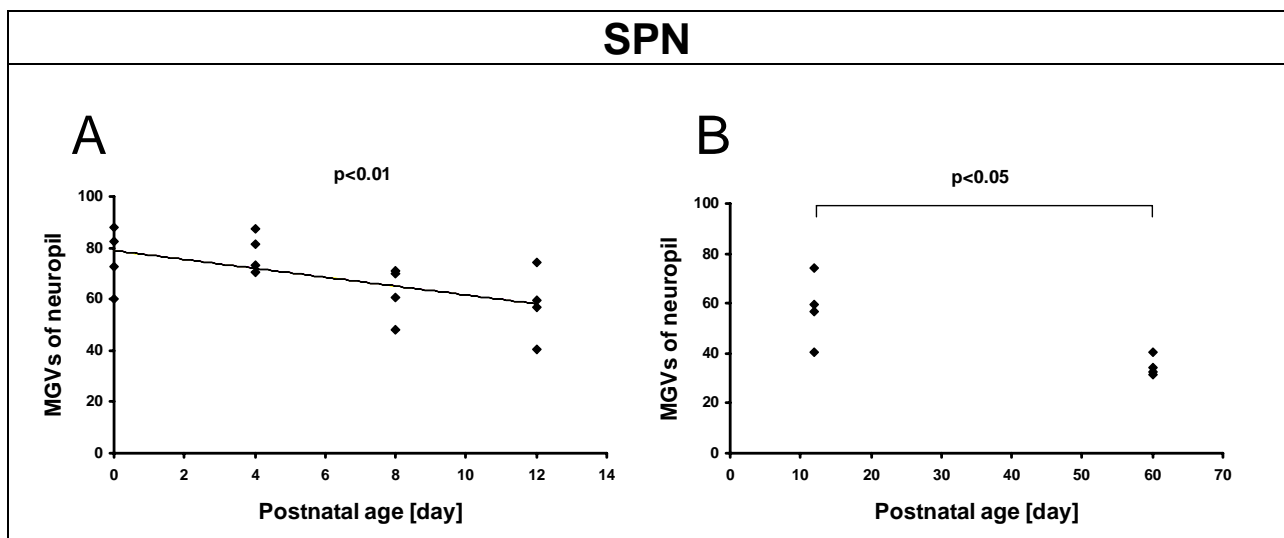 SPN
A
p<0.01
MGVs of neuropil
100
80
60
40
20
0
0 2 4 6 8 10 12 14
Postnatal age [day]
B
p<0.05
MGVs of neuropil
100
80
60
40
20
0
0 10 20 30 40 50 60 70
Postnatal age [day]